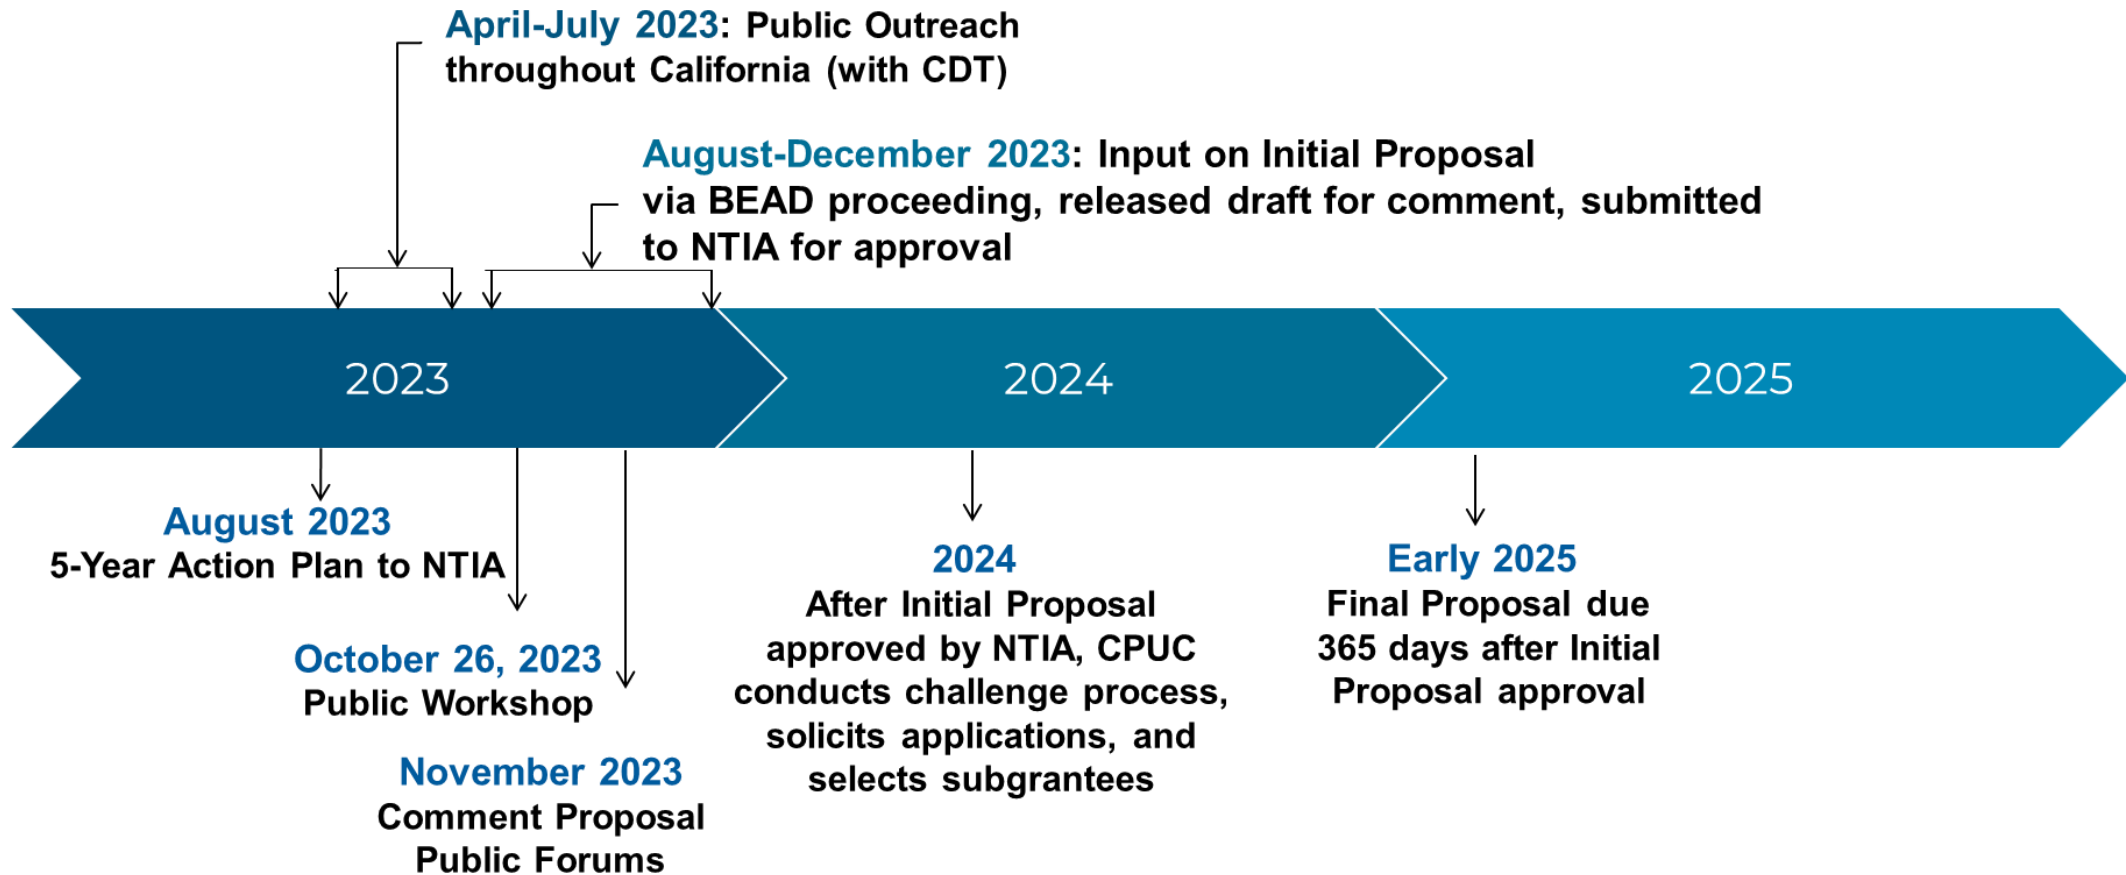 April-July 2023: Public Outreach
throughout California (with CDT)
August-December 2023: Input on Initial Proposal
via BEAD proceeding, released draft for comment, submitted
to NTIA for approval
2023
2024
2025
August 2023
5-Year Action Plan to NTIA
October 26, 2023
Public Workshop
November 2023
Comment Proposal
Public Forums
2024
After Initial Proposal
approved by NTIA, CPUC
conducts challenge process,
solicits applications, and
selects subgrantees
Early 2025
Final Proposal due
365 days after Initial
Proposal approval